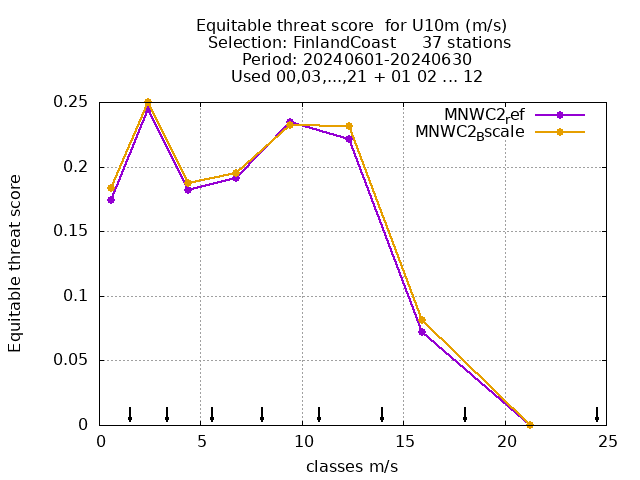 Equitable threat score  for U10m (m/s)
Selection: FinlandCoast     37 stations
Period: 20240601-20240630
Used 00,03,...,21 + 01 02 ... 12
MNWC2ref
MNWC2Bscale
0.25
0.2
0.15
0.1
0.05
0
Equitable threat score
0 5 10 15 20 25
classes m/s